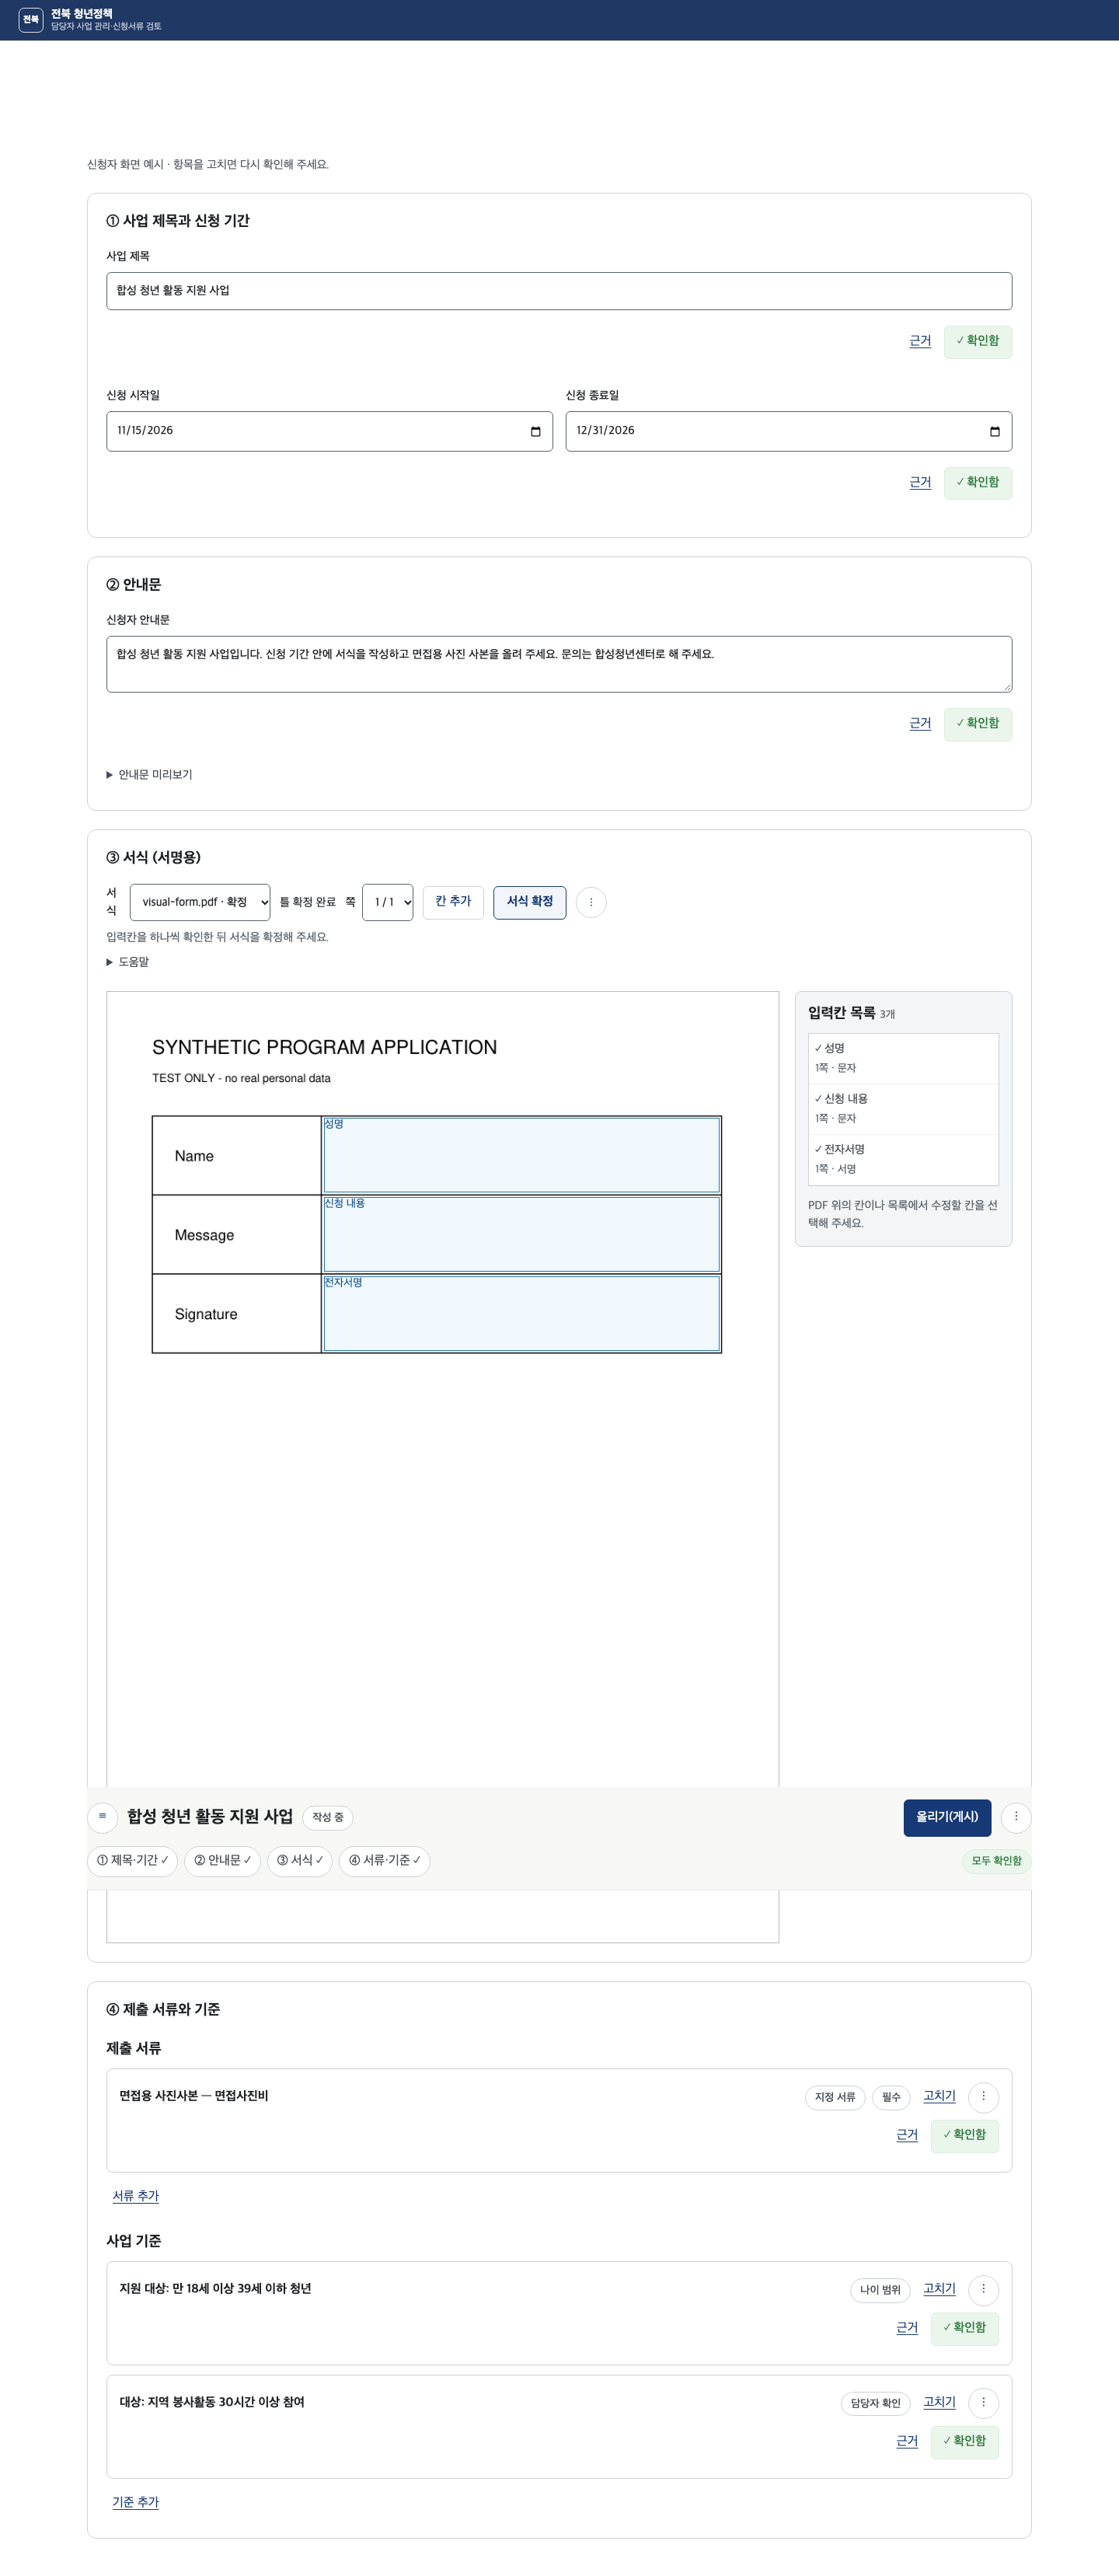 전북
전북 청년정책
담당자 사업 관리·신청서류 검토
신청자 화면 예시 · 항목을 고치면 다시 확인해 주세요.
① 사업 제목과 신청 기간
사업 제목
합성 청년 활동 지원 사업
근거 ✓ 확인함
신청 시작일 신청 종료일
11/15/2026 12/31/2026
근거 ✓ 확인함
② 안내문
신청자 안내문
합성 청년 활동 지원 사업입니다. 신청 기간 안에 서식을 작성하고 면접용 사진 사본을 올려 주세요. 문의는 합성청년센터로 해 주세요.
근거 ✓ 확인함
▶ 안내문 미리보기
③ 서식 (서명용)
서식 visual-form.pdf · 확정 틀 확정 완료 쪽 1 / 1 칸 추가 서식 확정 ⋮
입력칸을 하나씩 확인한 뒤 서식을 확정해 주세요.
▶ 도움말
SYNTHETIC PROGRAM APPLICATION
TEST ONLY - no real personal data
Name 성명
Message 신청 내용
Signature 전자서명
입력칸 목록 3개
✓ 성명
1쪽 · 문자
✓ 신청 내용
1쪽 · 문자
✓ 전자서명
1쪽 · 서명
PDF 위의 칸이나 목록에서 수정할 칸을 선
택해 주세요.
≡ 합성 청년 활동 지원 사업 작성 중 올리기(게시) ⋮
① 제목·기간 ✓ ② 안내문 ✓ ③ 서식 ✓ ④ 서류·기준 ✓ 모두 확인함
④ 제출 서류와 기준
제출 서류
면접용 사진사본 — 면접사진비 지정 서류 필수 고치기 ⋮
근거 ✓ 확인함
서류 추가
사업 기준
지원 대상: 만 18세 이상 39세 이하 청년 나이 범위 고치기 ⋮
근거 ✓ 확인함
대상: 지역 봉사활동 30시간 이상 참여 담당자 확인 고치기 ⋮
근거 ✓ 확인함
기준 추가